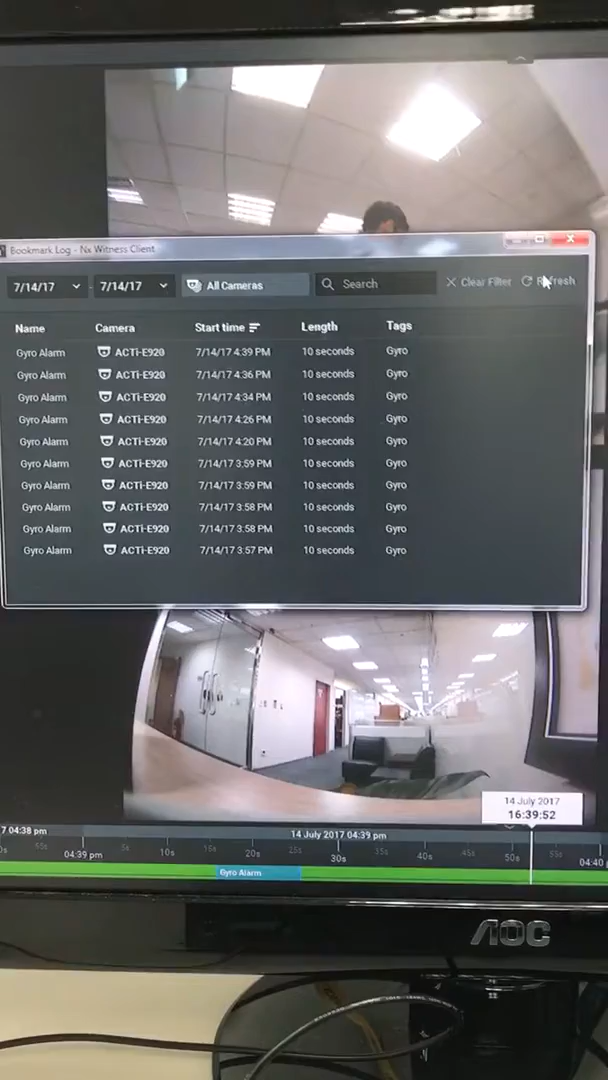 Bookmark Log - Nx Witness Client
7/14/17 - 7/14/17 All Cameras Search Clear Filter Refresh
Name Camera Start time Length Tags
Gyro Alarm ACTi-E920 7/14/17 4:39 PM 10 seconds Gyro
Gyro Alarm ACTi-E920 7/14/17 4:36 PM 10 seconds Gyro
Gyro Alarm ACTi-E920 7/14/17 4:34 PM 10 seconds Gyro
Gyro Alarm ACTi-E920 7/14/17 4:26 PM 10 seconds Gyro
Gyro Alarm ACTi-E920 7/14/17 4:20 PM 10 seconds Gyro
Gyro Alarm ACTi-E920 7/14/17 3:59 PM 10 seconds Gyro
Gyro Alarm ACTi-E920 7/14/17 3:59 PM 10 seconds Gyro
Gyro Alarm ACTi-E920 7/14/17 3:58 PM 10 seconds Gyro
Gyro Alarm ACTi-E920 7/14/17 3:58 PM 10 seconds Gyro
Gyro Alarm ACTi-E920 7/14/17 3:57 PM 10 seconds Gyro
14 July 2017
16:39:52
7 04:38 pm 14 July 2017 04:39 pm
55s 04:39 pm 5s 10s 15s 20s 25s 30s 35s 40s 45s 50s 55s 04:40
Gyro Alarm
AOC